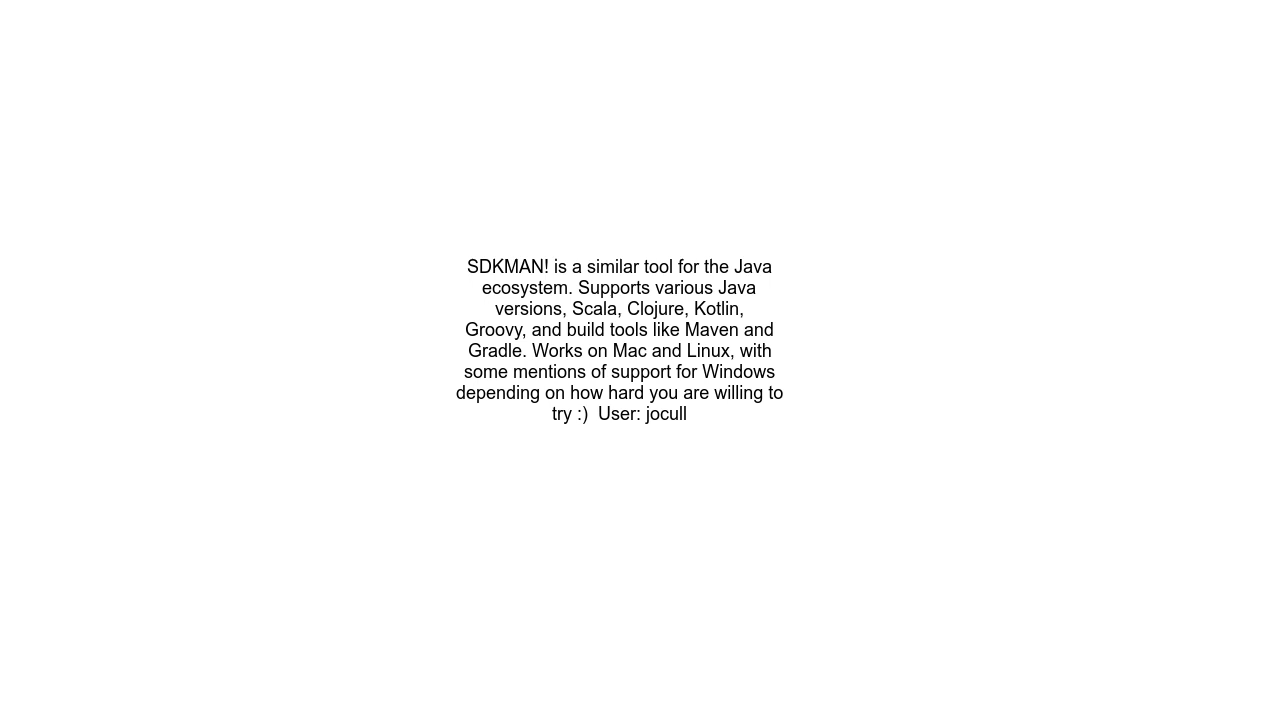 SDKMAN! is a similar tool for the Java
ecosystem. Supports various Java
versions, Scala, Clojure, Kotlin,
Groovy, and build tools like Maven and
Gradle. Works on Mac and Linux, with
some mentions of support for Windows
depending on how hard you are willing to
try :)  User: jocull